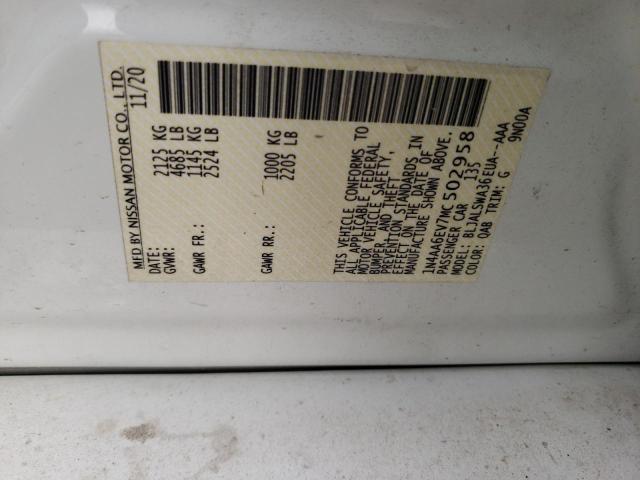 MFD BY NISSAN MOTOR CO., LTD.
DATE: 11/20
GVWR: 2125 KG
4685 LB
GAWR FR.: 1145 KG
2524 LB
GAWR RR.: 1000 KG
2205 LB
THIS VEHICLE CONFORMS TO
ALL APPLICABLE FEDERAL
MOTOR VEHICLE SAFETY,
BUMPER, AND THEFT
PREVENTION STANDARDS IN
EFFECT ON THE DATE OF
MANUFACTURE SHOWN ABOVE.
1N4AA6EV7MC502958
PASSENGER CAR 135
MODEL: BLJALSWA36EUA--AAA
COLOR: QAB TRIM: G 9N00A